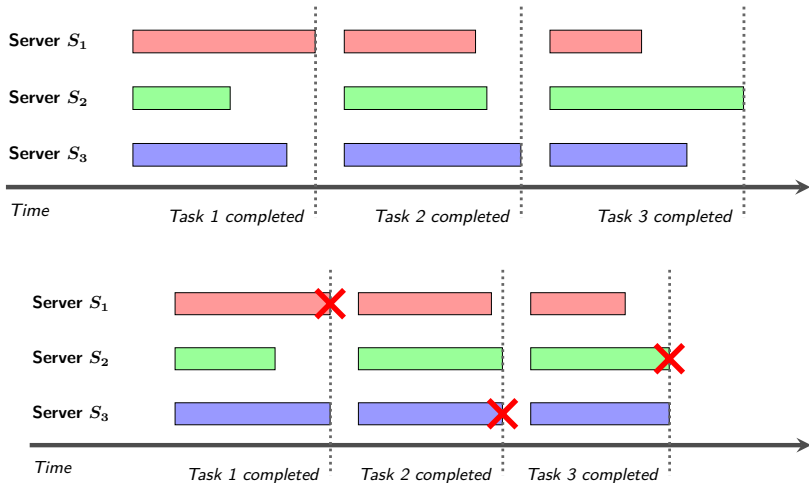 Server S₁
Server S₂
Server S₃
Time
Task 1 completed
Task 2 completed
Task 3 completed
Server S₁
Server S₂
Server S₃
Time
Task 1 completed
Task 2 completed
Task 3 completed